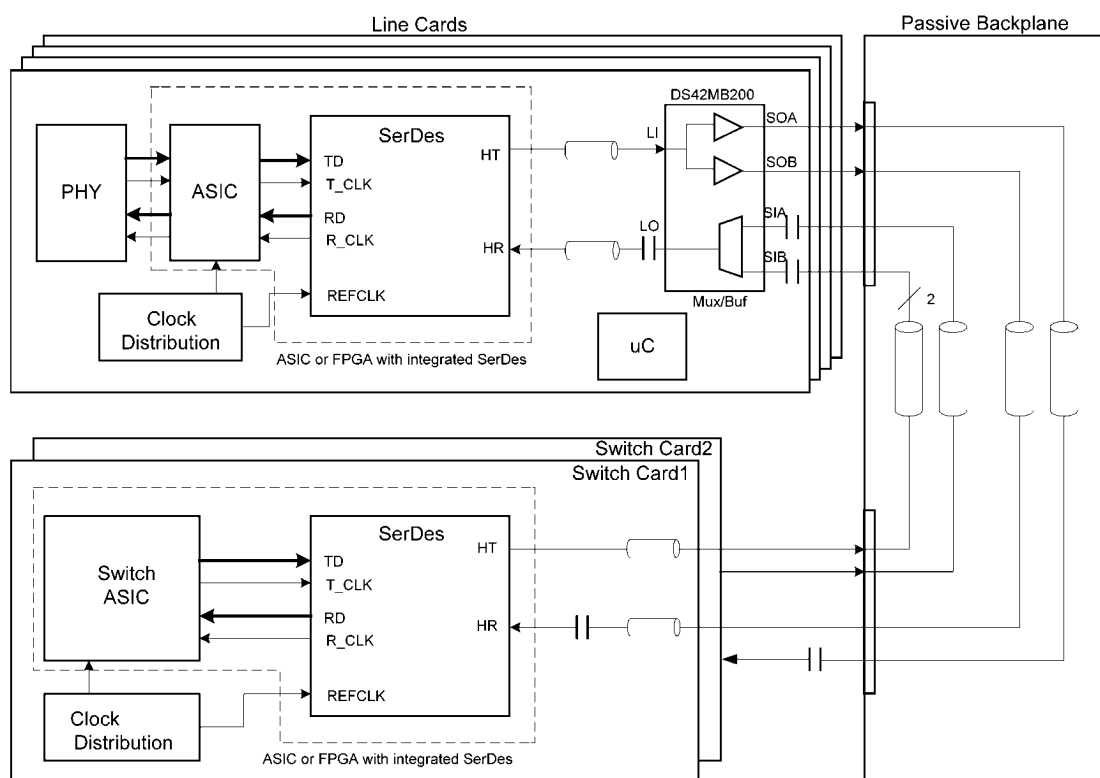 Line Cards
Passive Backplane
DS42MB200
SerDes
PHY
ASIC
TD
T_CLK
RD
R_CLK
REFCLK
HT
HR
LI
LO
SOA
SOB
SIA
SIB
Mux/Buf
2
Clock
Distribution
ASIC or FPGA with integrated SerDes
uC
Switch Card2
Switch Card1
SerDes
Switch
ASIC
TD
T_CLK
RD
R_CLK
REFCLK
HT
HR
Clock
Distribution
ASIC or FPGA with integrated SerDes